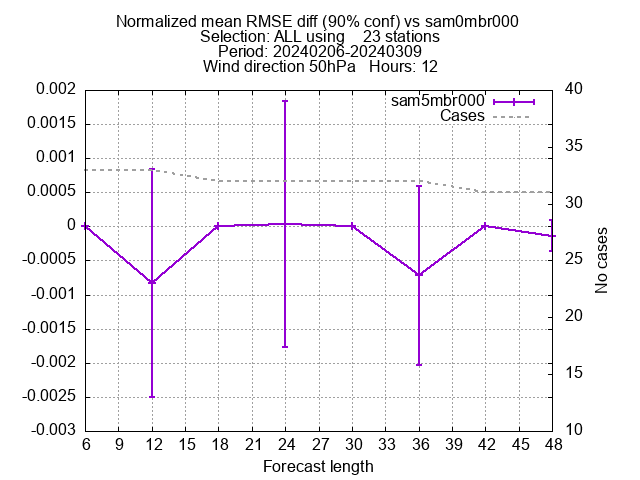 Normalized mean RMSE diff (90% conf) vs sam0mbr000
Selection: ALL using    23 stations
Period: 20240206-20240309
Wind direction 50hPa   Hours: 12
sam5mbr000
Cases
0.002
0.0015
0.001
0.0005
0
-0.0005
-0.001
-0.0015
-0.002
-0.0025
-0.003
40
35
30
25
20
15
10
No cases
6 9 12 15 18 21 24 27 30 33 36 39 42 45 48
Forecast length